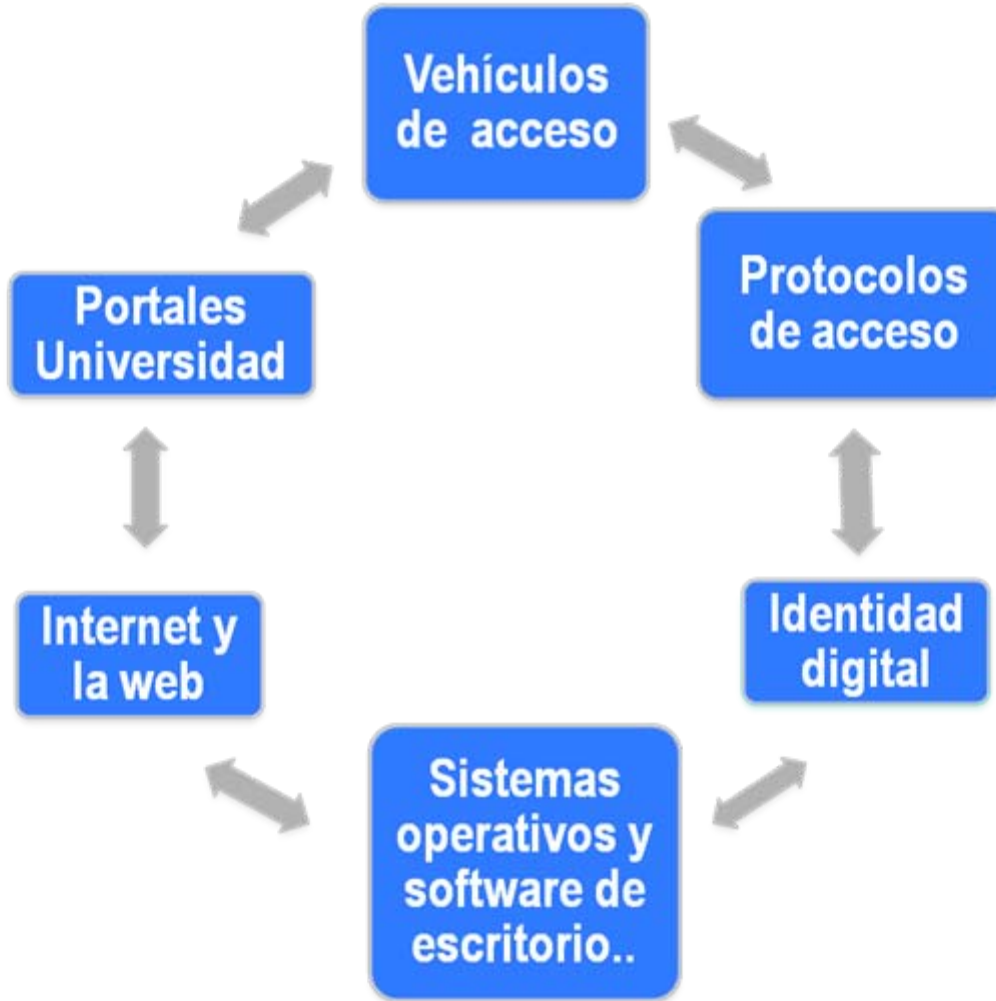 Vehículos
de acceso
Protocolos
de acceso
Identidad
digital
Sistemas
operativos y
software de
escritorio..
Internet y
la web
Portales
Universidad